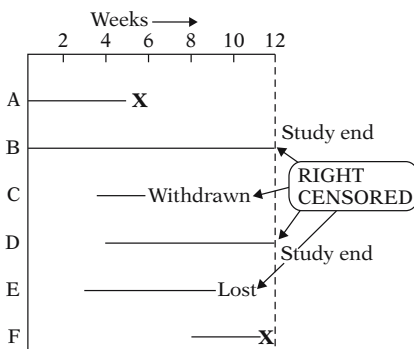 Weeks
2 4 6 8 10 12
A X
B Study end
RIGHT
CENSORED
C Withdrawn
D Study end
E Lost
F X